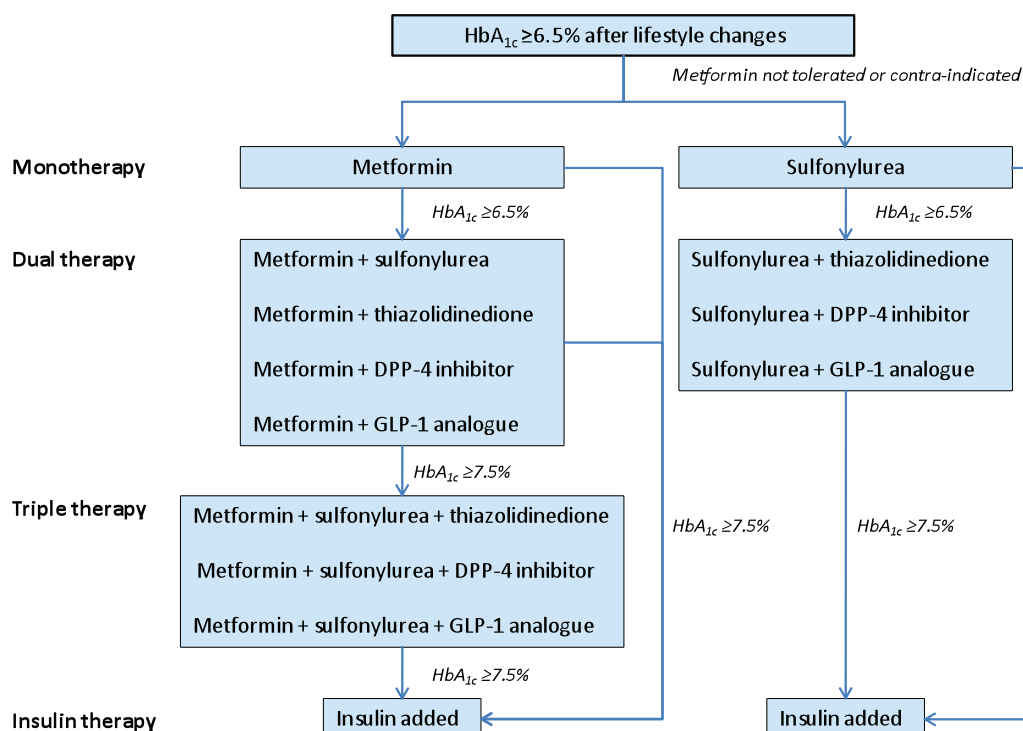 HbA1c ≥6.5% after lifestyle changes
Metformin not tolerated or contra-indicated
Monotherapy
Metformin
Sulfonylurea
HbA1c ≥6.5%
HbA1c ≥6.5%
Dual therapy
Metformin + sulfonylurea
Metformin + thiazolidinedione
Metformin + DPP-4 inhibitor
Metformin + GLP-1 analogue
Sulfonylurea + thiazolidinedione
Sulfonylurea + DPP-4 inhibitor
Sulfonylurea + GLP-1 analogue
HbA1c ≥7.5%
Triple therapy
Metformin + sulfonylurea + thiazolidinedione
Metformin + sulfonylurea + DPP-4 inhibitor
Metformin + sulfonylurea + GLP-1 analogue
HbA1c ≥7.5%
HbA1c ≥7.5%
HbA1c ≥7.5%
Insulin therapy
Insulin added
Insulin added